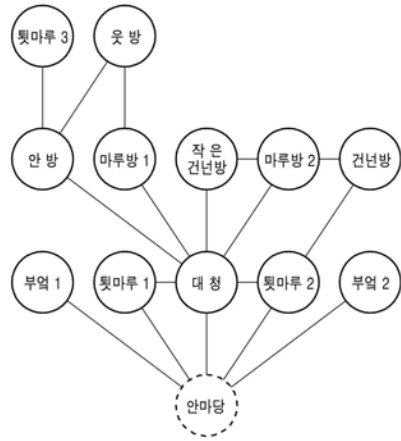 툇마루 3
웃 방
안 방
마루방 1
작 은
건넌방
마루방 2
건넌방
부엌 1
툇마루 1
대 청
툇마루 2
부엌 2
안마당